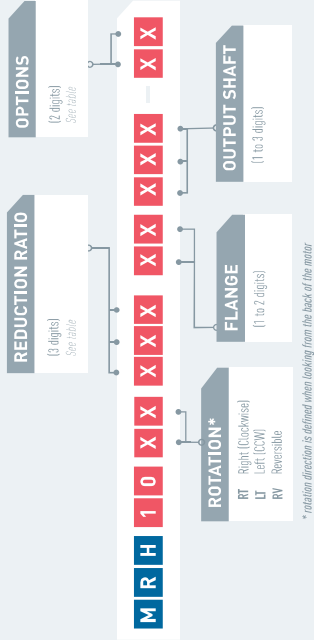 REDUCTION RATIO
(3 digits)
See table
OPTIONS
(2 digits)
See table
M R H 1 0 X X X X X X X X X X – X X
ROTATION*
RT Right (Clockwise)
LT Left (CCW)
RV Reversible
FLANGE
(1 to 2 digits)
OUTPUT SHAFT
(1 to 3 digits)
* rotation direction is defined when looking from the back of the motor